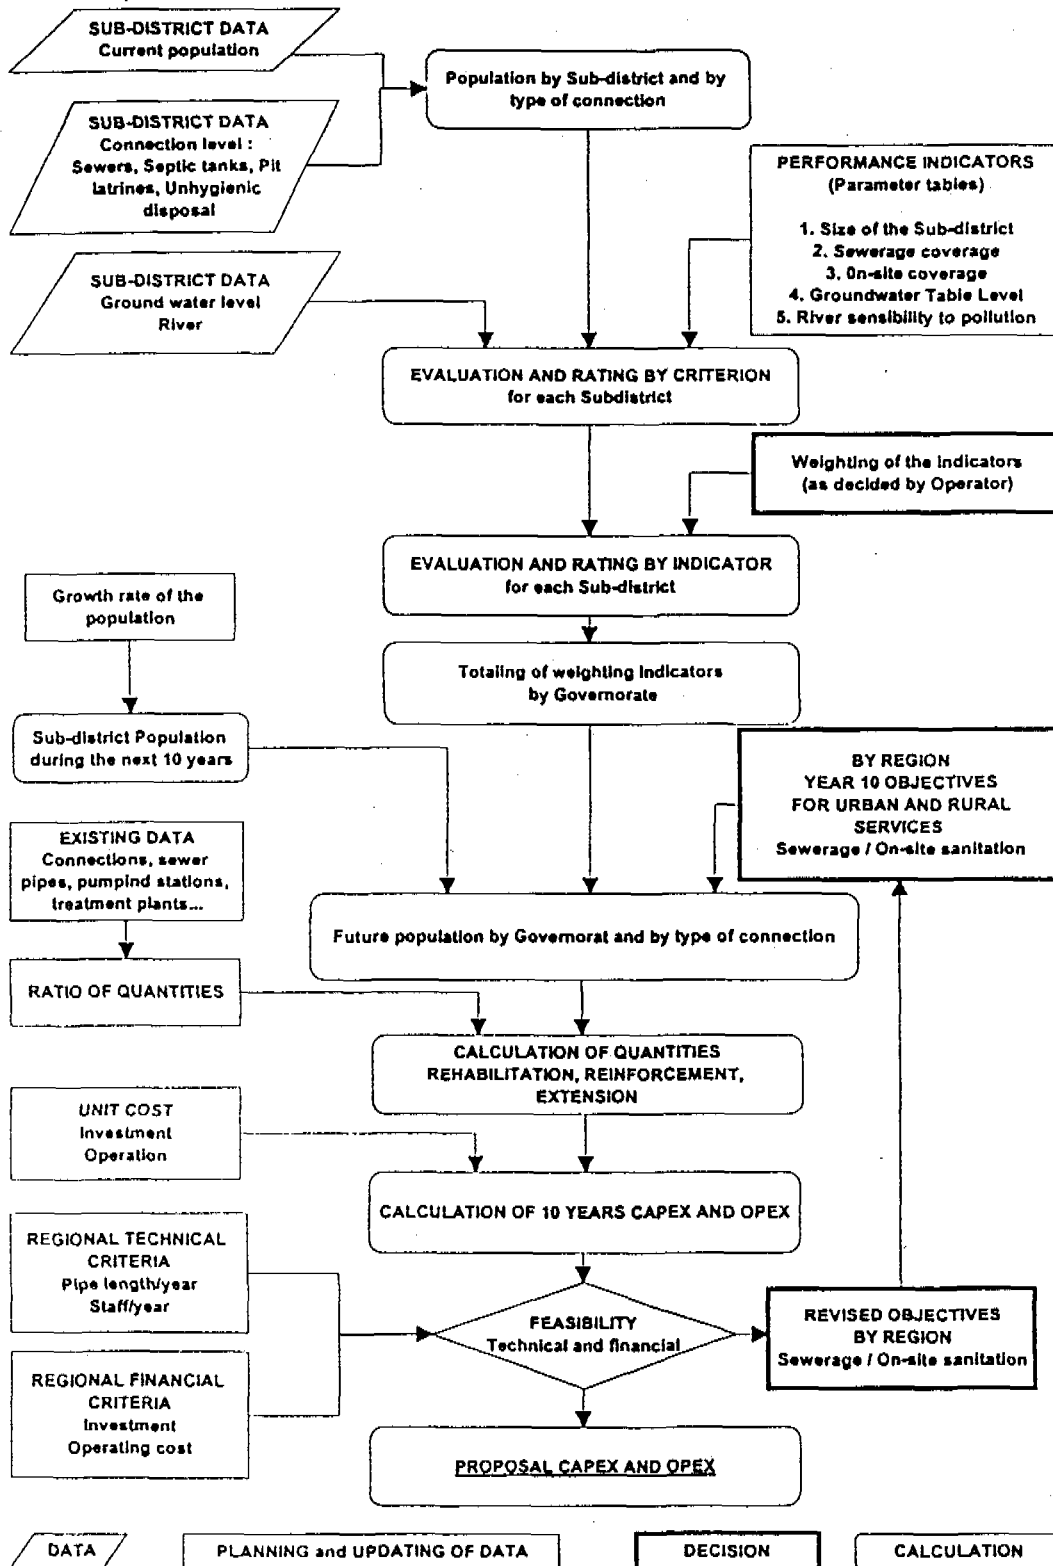 SUB-DISTRICT DATA
Current population
Population by Sub-district and by
type of connection
SUB-DISTRICT DATA
Connection level :
Sewers, Septic tanks, Pit
latrines, Unhygienic
disposal
PERFORMANCE INDICATORS
(Parameter tables)
1. Size of the Sub-district
2. Sewerage coverage
3. On-site coverage
4. Groundwater Table Level
5. River sensibility to pollution
SUB-DISTRICT DATA
Ground water level
River
EVALUATION AND RATING BY CRITERION
for each Subdistrict
Weighting of the indicators
(as decided by Operator)
EVALUATION AND RATING BY INDICATOR
for each Sub-district
Growth rate of the
population
Totaling of weighting indicators
by Governorate
Sub-district Population
during the next 10 years
BY REGION
YEAR 10 OBJECTIVES
FOR URBAN AND RURAL
SERVICES
Sewerage / On-site sanitation
EXISTING DATA
Connections, sewer
pipes, pumpind stations,
treatment plants...
Future population by Governorat and by type of connection
RATIO OF QUANTITIES
CALCULATION OF QUANTITIES
REHABILITATION, REINFORCEMENT,
EXTENSION
UNIT COST
Investment
Operation
CALCULATION OF 10 YEARS CAPEX AND OPEX
REGIONAL TECHNICAL
CRITERIA
Pipe length/year
Staff/year
FEASIBILITY
Technical and financial
REVISED OBJECTIVES
BY REGION
Sewerage / On-site sanitation
REGIONAL FINANCIAL
CRITERIA
Investment
Operating cost
PROPOSAL CAPEX AND OPEX
DATA
PLANNING and UPDATING OF DATA
DECISION
CALCULATION